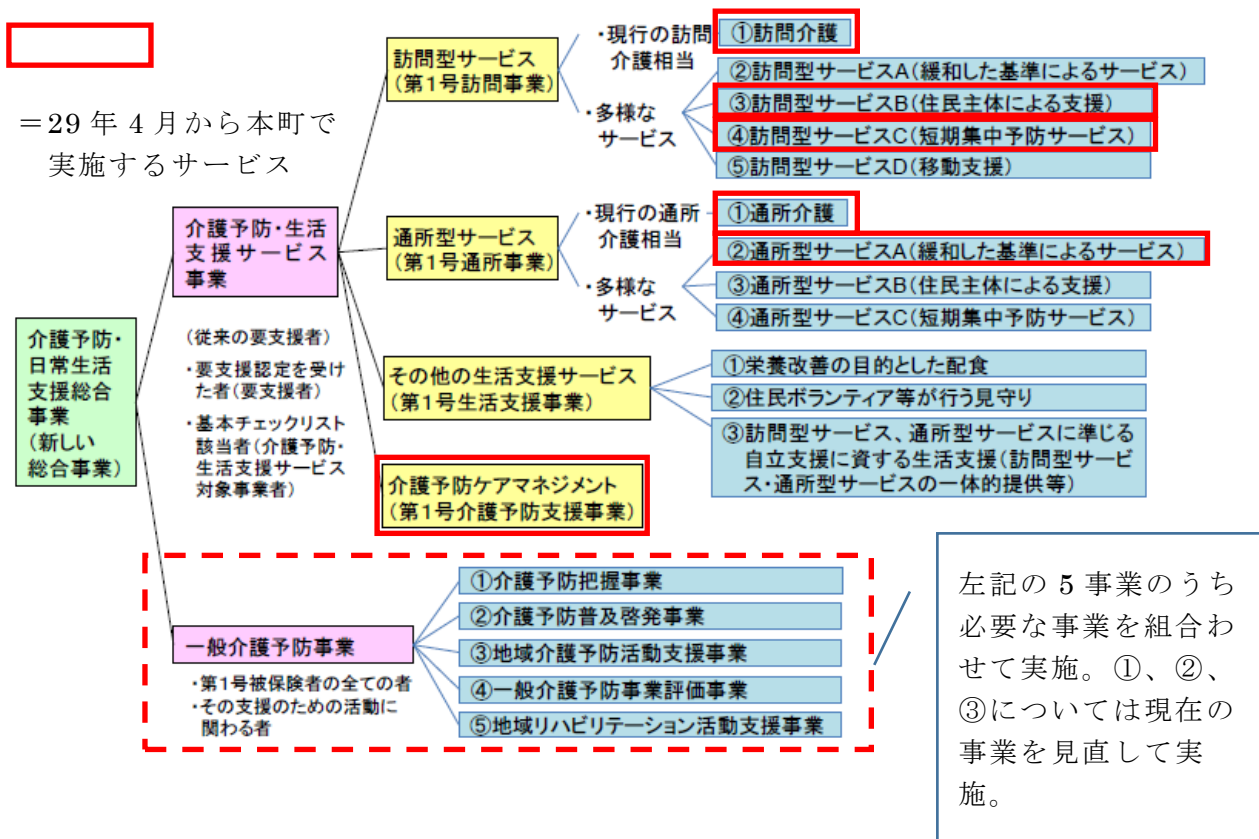 ＝29年4月から本町で
実施するサービス
介護予防・
日常生活
支援総合
事業
(新しい
総合事業)
介護予防・生活
支援サービス
事業
(従来の要支援者)
・要支援認定を受け
た者(要支援者)
・基本チェックリスト
該当者(介護予防・
生活支援サービス
対象事業者)
訪問型サービス
(第1号訪問事業)
・現行の訪問
介護相当
①訪問介護
・多様な
サービス
②訪問型サービスA(緩和した基準によるサービス)
③訪問型サービスB(住民主体による支援)
④訪問型サービスC(短期集中予防サービス)
⑤訪問型サービスD(移動支援)
通所型サービス
(第1号通所事業)
・現行の通所
介護相当
①通所介護
・多様な
サービス
②通所型サービスA(緩和した基準によるサービス)
③通所型サービスB(住民主体による支援)
④通所型サービスC(短期集中予防サービス)
その他の生活支援サービス
(第1号生活支援事業)
①栄養改善の目的とした配食
②住民ボランティア等が行う見守り
③訪問型サービス、通所型サービスに準じる
自立支援に資する生活支援(訪問型サービ
ス・通所型サービスの一体的提供等)
介護予防ケアマネジメント
(第1号介護予防支援事業)
一般介護予防事業
・第1号被保険者の全ての者
・その支援のための活動に
関わる者
①介護予防把握事業
②介護予防普及啓発事業
③地域介護予防活動支援事業
④一般介護予防事業評価事業
⑤地域リハビリテーション活動支援事業
左記の5事業のうち
必要な事業を組合わ
せて実施。①、②、
③については現在の
事業を見直して実
施。